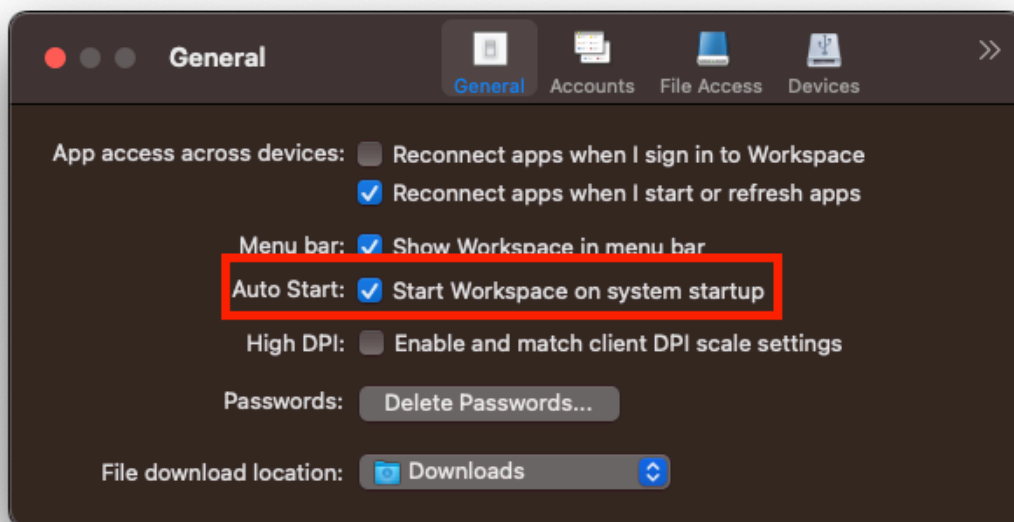 General
General Accounts File Access Devices
App access across devices: Reconnect apps when I sign in to Workspace
Reconnect apps when I start or refresh apps
Menu bar: Show Workspace in menu bar
Auto Start: Start Workspace on system startup
High DPI: Enable and match client DPI scale settings
Passwords: Delete Passwords...
File download location: Downloads